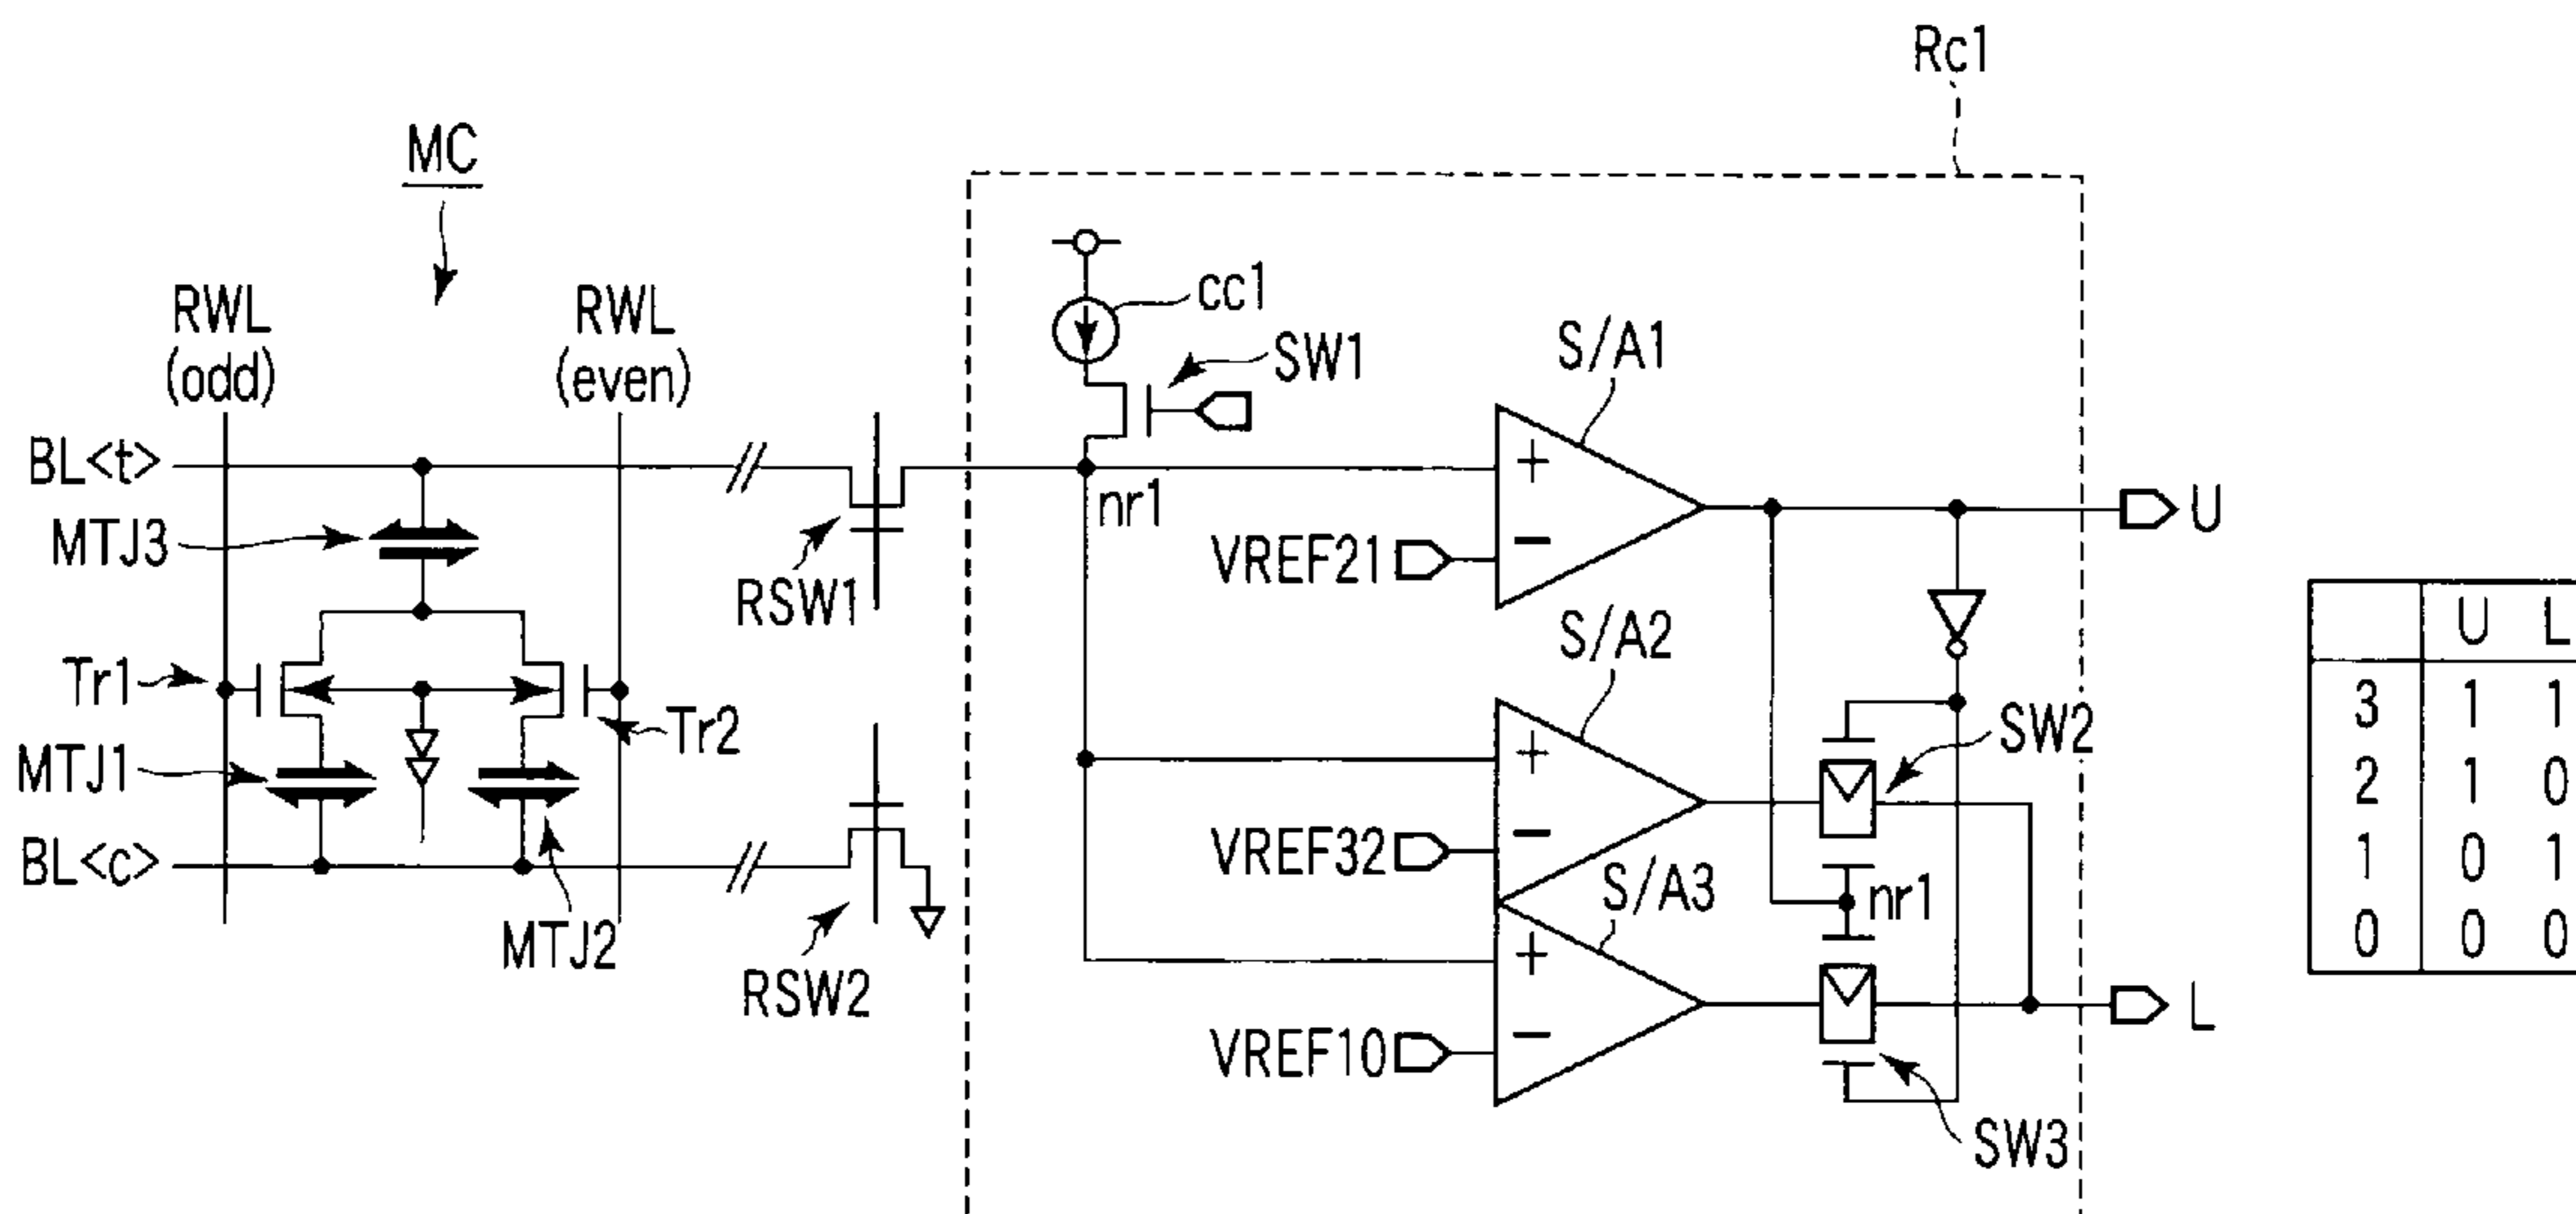 Rc1
MC
RWL
(odd)
RWL
(even)
cc1
SW1
S/A1
BL<t>
nr1
+
U
MTJ3
VREF21
−
RSW1
S/A2
Tr1
Tr2
+
SW2
MTJ1
VREF32
−
BL<c>
S/A3
nr1
MTJ2
RSW2
+
L
VREF10
−
SW3
U L
3 1 1
2 1 0
1 0 1
0 0 0